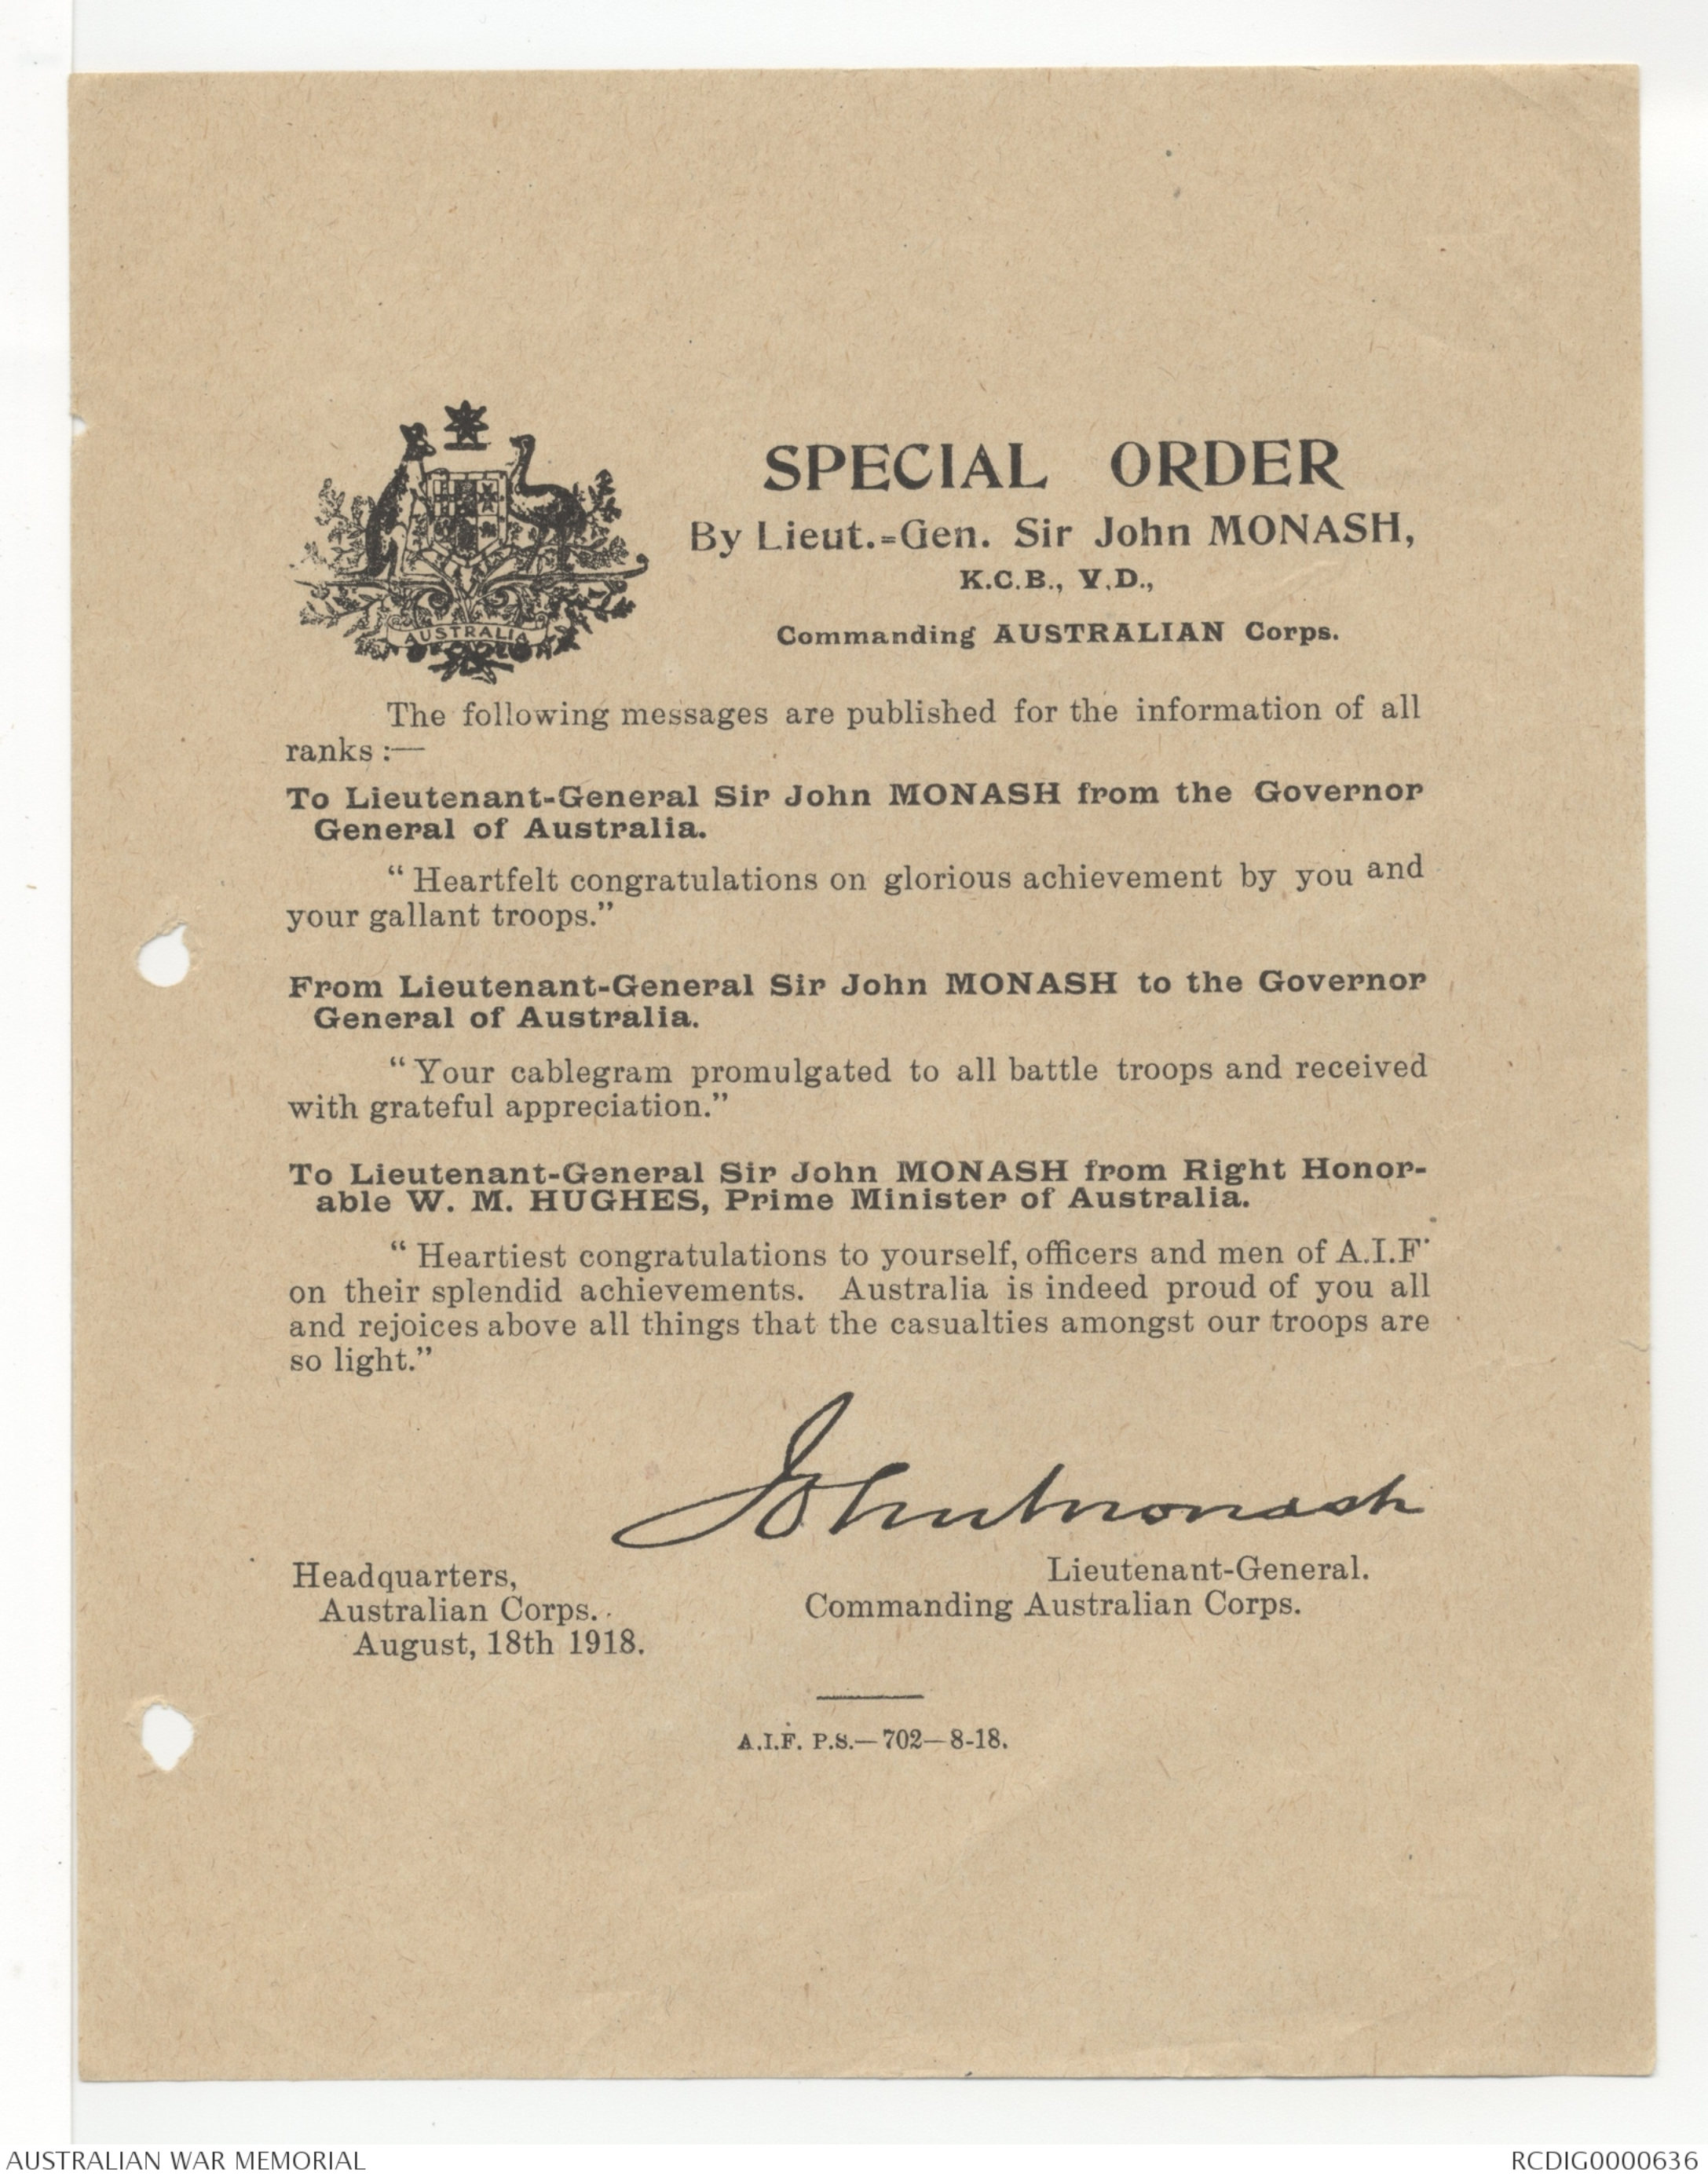 SPECIAL ORDER
By Lieut.=Gen. Sir John MONASH,
K.C.B., V.D.,
Commanding AUSTRALIAN Corps.
AUSTRALIA
The following messages are published for the information of all
ranks :—
To Lieutenant-General Sir John MONASH from the Governor
General of Australia.
“ Heartfelt congratulations on glorious achievement by you and
your gallant troops.”
From Lieutenant-General Sir John MONASH to the Governor
General of Australia.
“ Your cablegram promulgated to all battle troops and received
with grateful appreciation.”
To Lieutenant-General Sir John MONASH from Right Honor-
able W. M. HUGHES, Prime Minister of Australia.
“ Heartiest congratulations to yourself, officers and men of A.I.F.
on their splendid achievements. Australia is indeed proud of you all
and rejoices above all things that the casualties amongst our troops are
so light.”
John Monash
Lieutenant-General.
Commanding Australian Corps.
Headquarters,
Australian Corps.
August, 18th 1918.
A.I.F. P.S.—702—8-18.
AUSTRALIAN WAR MEMORIAL
RCDIG0000636